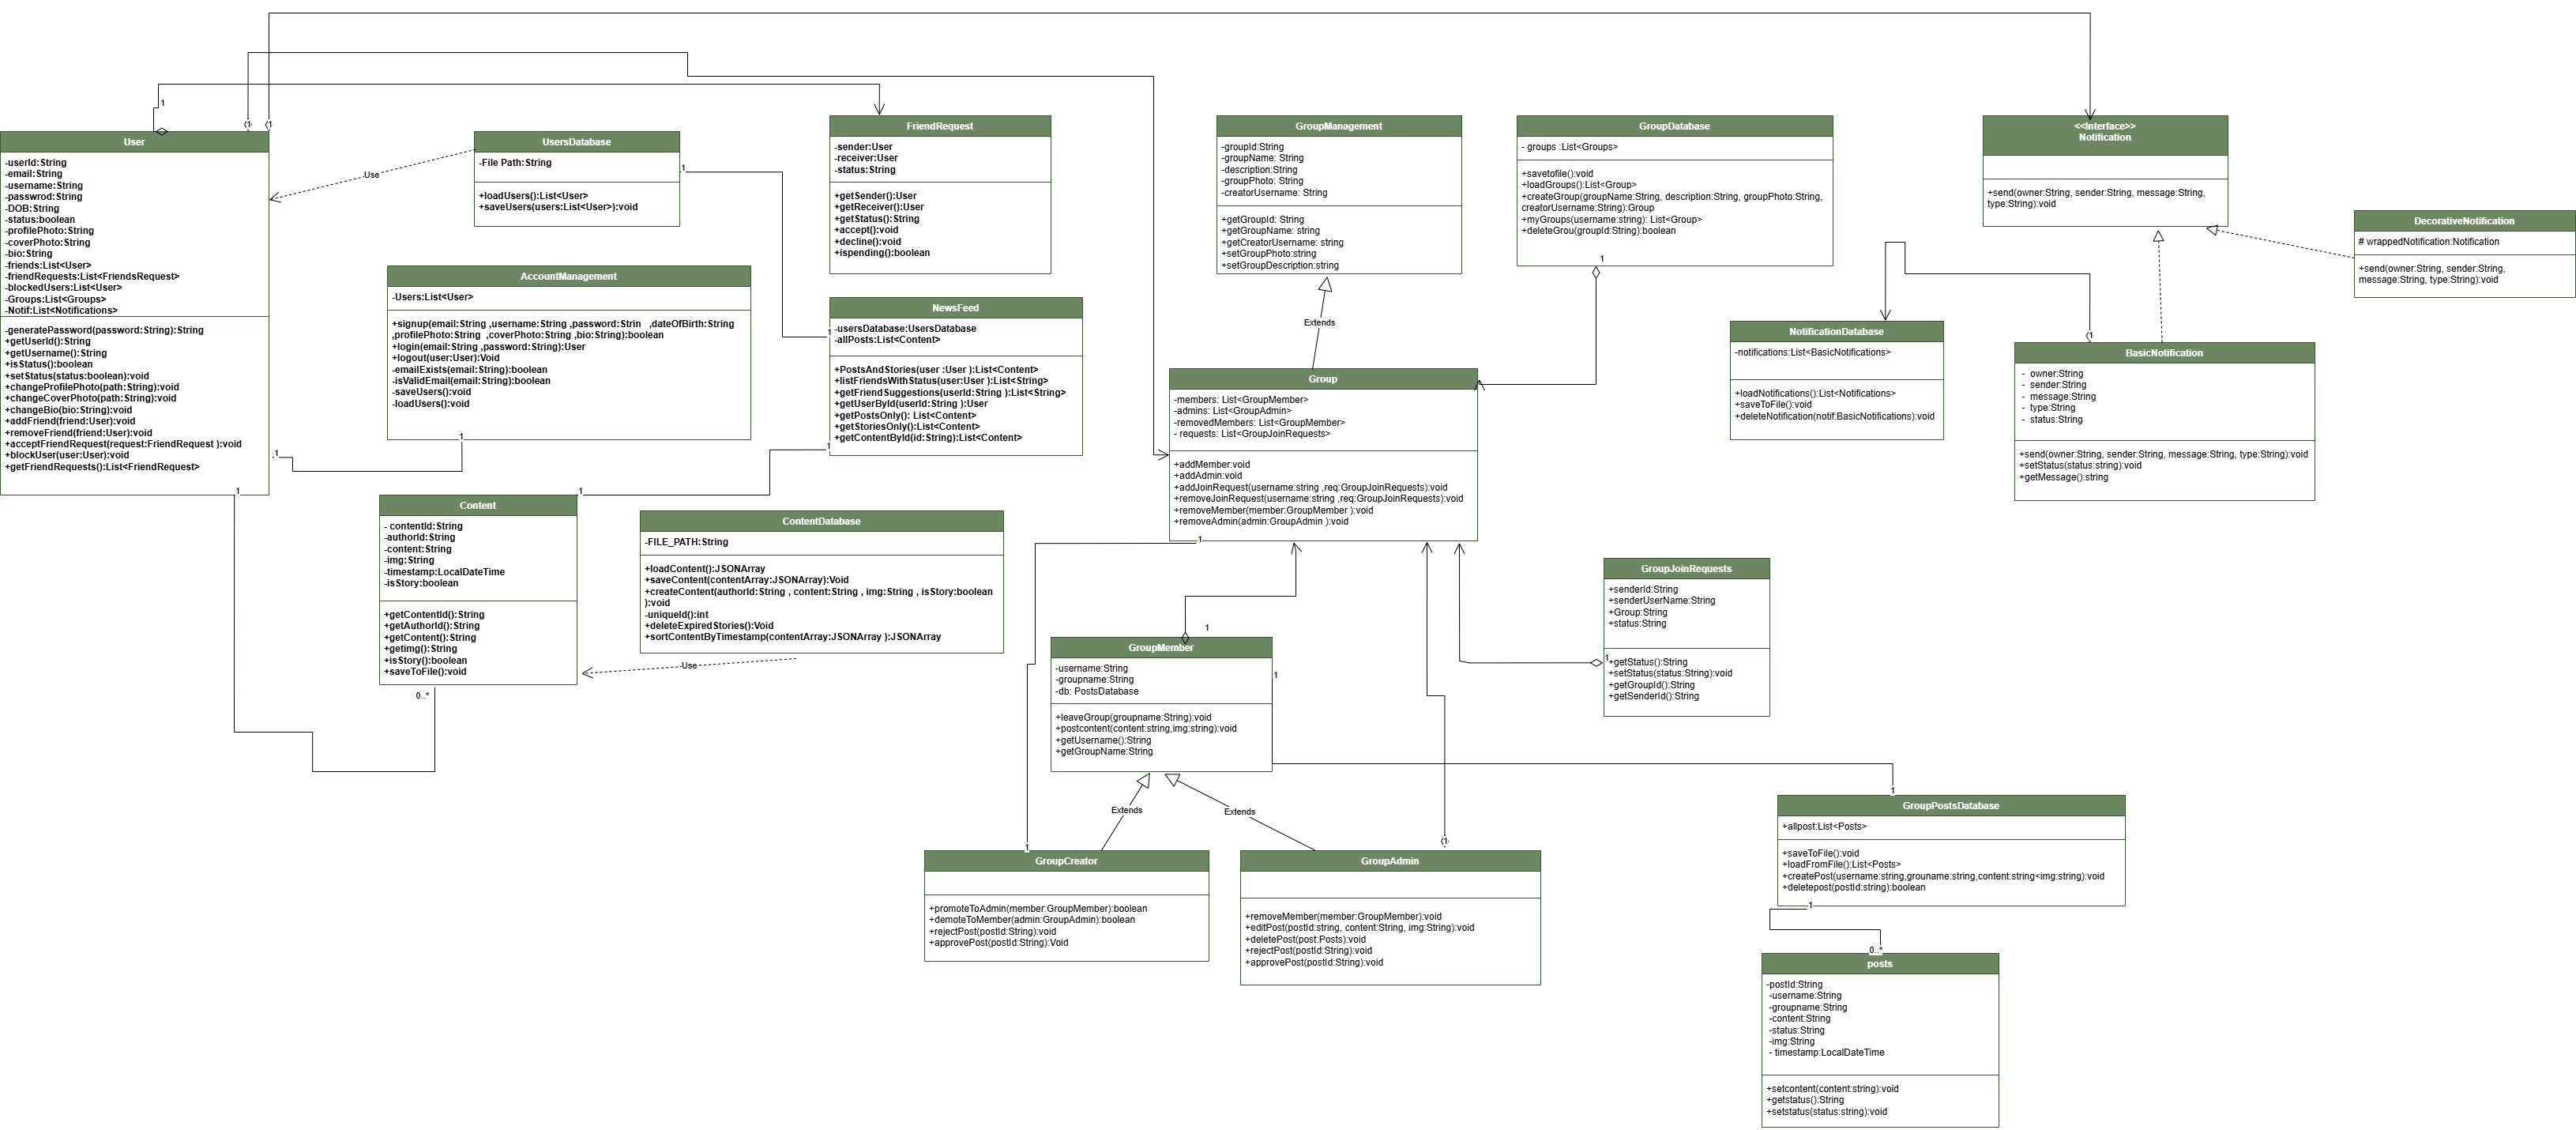 User
-userId:String
-email:String
-username:String
-passwrod:String
-DOB:String
-status:boolean
-profilePhoto:String
-coverPhoto:String
-bio:String
-friends:List<User>
-friendRequests:List<FriendsRequest>
-blockedUsers:List<User>
-Groups:List<Groups>
-Notif:List<Notifications>
-generatePassword(password:String):String
+getUserId():String
+getUsername():String
+isStatus():boolean
+setStatus(status:boolean):void
+changeProfilePhoto(path:String):void
+changeCoverPhoto(path:String):void
+changeBio(bio:String):void
+addFriend(friend:User):void
+removeFriend(friend:User):void
+acceptFriendRequest(request:FriendRequest ):void
+blockUser(user:User):void
+getFriendRequests():List<FriendRequest>
1
1
1
1
1
Use
UsersDatabase
-File Path:String
+loadUsers():List<User>
+saveUsers(users:List<User>):void
1
AccountManagement
-Users:List<User>
+signup(email:String ,username:String ,password:Strin ,dateOfBirth:String
,profilePhoto:String ,coverPhoto:String ,bio:String):boolean
+login(email:String ,password:String):User
+logout(user:User):Void
-emailExists(email:String):boolean
-isValidEmail(email:String):boolean
-saveUsers():void
-loadUsers():void
1
FriendRequest
-sender:User
-receiver:User
-status:String
+getSender():User
+getReceiver():User
+getStatus():String
+accept():void
+decline():void
+ispending():boolean
NewsFeed
-usersDatabase:UsersDatabase
-allPosts:List<Content>
+PostsAndStories(user :User ):List<Content>
+listFriendsWithStatus(user:User ):List<String>
+getFriendSuggestions(userId:String ):List<String>
+getUserById(userId:String ):User
+getPostsOnly(): List<Content>
+getStoriesOnly():List<Content>
+getContentById(id:String):List<Content>
1
1
Content
- contentId:String
-authorId:String
-content:String
-img:String
-timestamp:LocalDateTime
-isStory:boolean
+getContentId():String
+getAuthorId():String
+getContent():String
+getimg():String
+isStory():boolean
+saveToFile():void
1
0..*
ContentDatabase
-FILE_PATH:String
+loadContent():JSONArray
+saveContent(contentArray:JSONArray):Void
+createContent(authorId:String , content:String , img:String , isStory:boolean
):void
-uniqueId():int
+deleteExpiredStories():Void
+sortContentByTimestamp(contentArray:JSONArray ):JSONArray
Use
GroupManagement
-groupId:String
-groupName: String
-description:String
-groupPhoto: String
-creatorUsername: String
+getGroupId: String
+getGroupName: string
+getCreatorUsername: string
+setGroupPhoto:string
+setGroupDescription:string
Extends
Group
-members: List<GroupMember>
-admins: List<GroupAdmin>
-removedMembers: List<GroupMember>
- requests: List<GroupJoinRequests>
+addMember:void
+addAdmin:void
+addJoinRequest(username:string ,req:GroupJoinRequests):void
+removeJoinRequest(username:string ,req:GroupJoinRequests):void
+removeMember(member:GroupMember ):void
+removeAdmin(admin:GroupAdmin ):void
1
GroupDatabase
- groups :List<Groups>
+savetofile():void
+loadGroups():List<Group>
+createGroup(groupName:String, description:String, groupPhoto:String,
creatorUsername:String):Group
+myGroups(username:string): List<Group>
+deleteGrou(groupId:String):boolean
1
<<Interface>>
Notification
+send(owner:String, sender:String, message:String,
type:String):void
DecorativeNotification
# wrappedNotification:Notification
+send(owner:String, sender:String,
message:String, type:String):void
NotificationDatabase
-notifications:List<BasicNotifications>
+loadNotifications():List<Notifications>
+saveToFile():void
+deleteNotification(notif:BasicNotifications):void
1
BasicNotification
- owner:String
- sender:String
- message:String
- type:String
- status:String
+send(owner:String, sender:String, message:String, type:String):void
+setStatus(status:string):void
+getMessage():string
GroupJoinRequests
+senderId:String
+senderUserName:String
+Group:String
+status:String
1
+getStatus():String
+setStatus(status:String):void
+getGroupId():String
+getSenderId():String
1
GroupMember
-username:String
-groupname:String
-db: PostsDatabase
+leaveGroup(groupname:String):void
+postcontent(content:string,img:string):void
+getUsername():String
+getGroupName:String
1
Extends
Extends
1
GroupCreator
+promoteToAdmin(member:GroupMember):boolean
+demoteToMember(admin:GroupAdmin):boolean
+rejectPost(postId:String):void
+approvePost(postId:String):Void
1
GroupAdmin
+removeMember(member:GroupMember):void
+editPost(postId:string, content:String, img:String):void
+deletePost(post:Posts):void
+rejectPost(postId:String):void
+approvePost(postId:String):void
1
GroupPostsDatabase
+allpost:List<Posts>
+saveToFile():void
+loadFromFile():List<Posts>
+createPost(username:string,grouname:string,content:string<img:string):void
+deletepost(postId:string):boolean
1
0..*
posts
-postId:String
-username:String
-groupname:String
-content:String
-status:String
-img:String
- timestamp:LocalDateTime
+setcontent(content:string):void
+getstatus():String
+setstatus(status:string):void